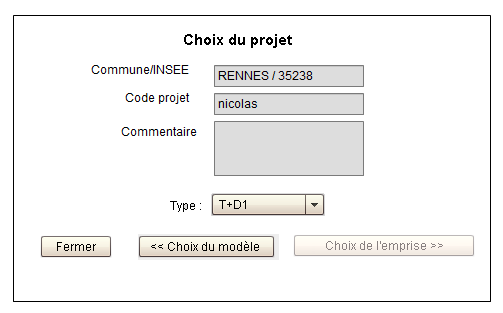 Choix du projet
Commune/INSEE RENNES / 35238
Code projet nicolas
Commentaire
Type : T+D1
Fermer << Choix du modèle Choix de l'emprise >>